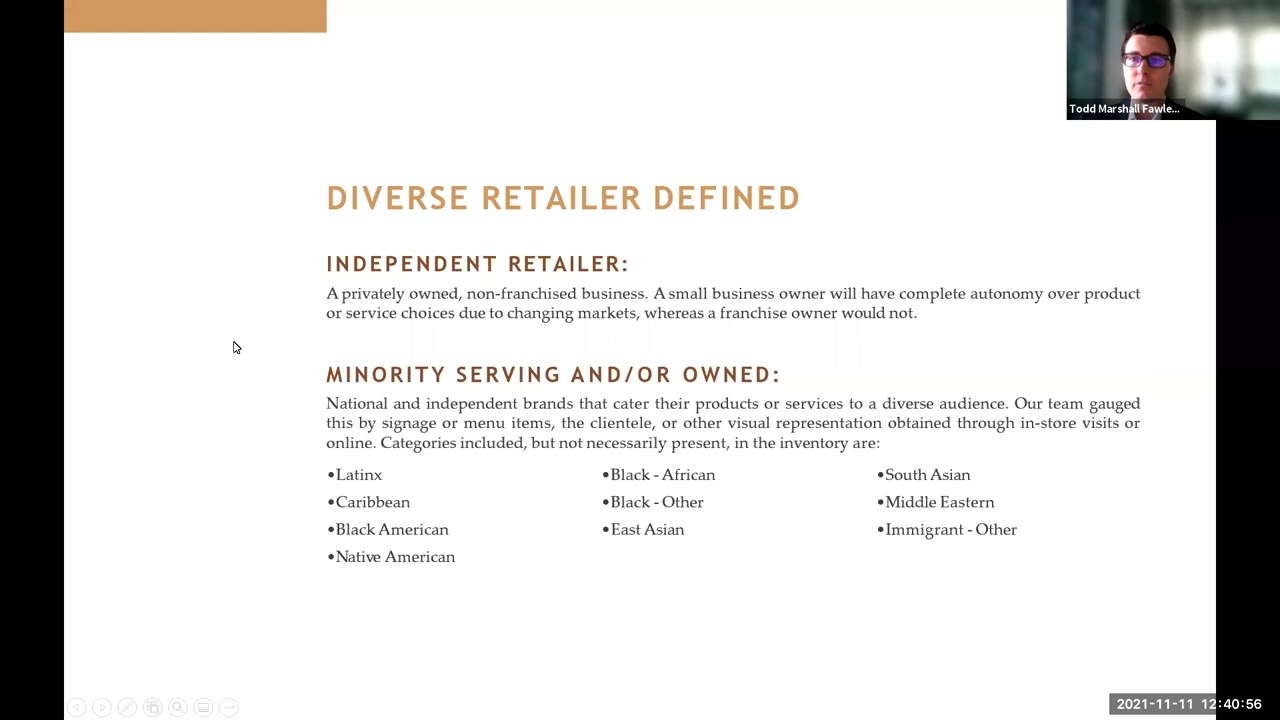 Todd Marshall Fawle...
DIVERSE RETAILER DEFINED
INDEPENDENT RETAILER:
A privately owned, non-franchised business. A small business owner will have complete autonomy over product
or service choices due to changing markets, whereas a franchise owner would not.
MINORITY SERVING AND/OR OWNED:
National and independent brands that cater their products or services to a diverse audience. Our team gauged
this by signage or menu items, the clientele, or other visual representation obtained through in-store visits or
online. Categories included, but not necessarily present, in the inventory are:
•Latinx
•Caribbean
•Black American
•Native American
•Black - African
•Black - Other
•East Asian
•South Asian
•Middle Eastern
•Immigrant - Other
2021-11-11 12:40:56